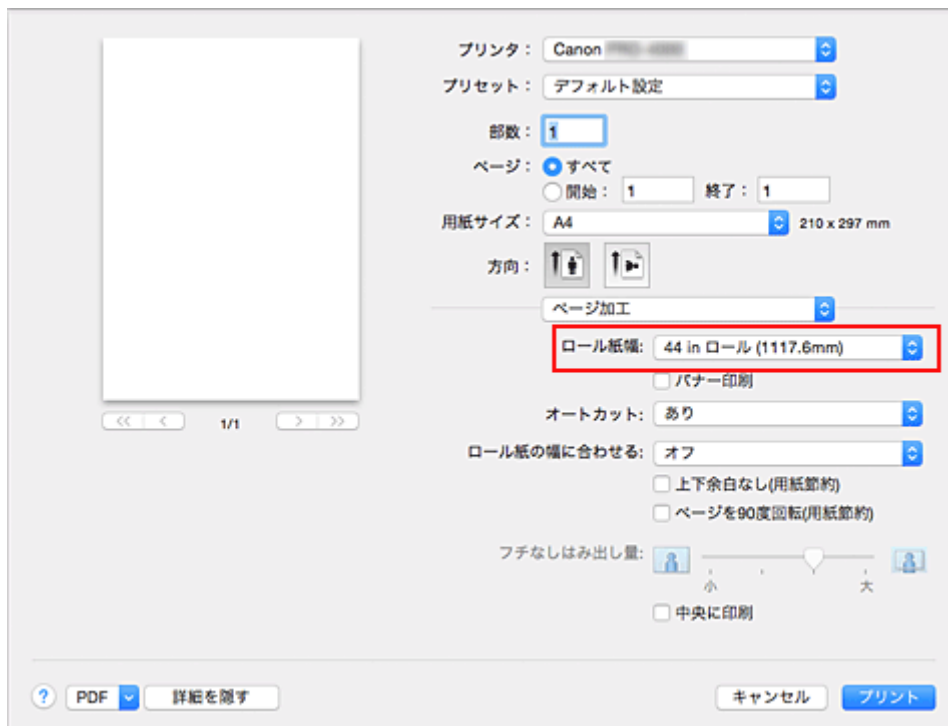 プリンタ： Canon
プリセット： デフォルト設定
部数： 1
ページ： すべて
開始： 1 終了： 1
用紙サイズ： A4 210 x 297 mm
方向：
ページ加工
ロール紙幅: 44 in ロール (1117.6mm)
バナー印刷
1/1
オートカット: あり
ロール紙の幅に合わせる: オフ
上下余白なし(用紙節約)
ページを90度回転(用紙節約)
フチなしはみ出し量:
小 大
中央に印刷
? PDF 詳細を隠す キャンセル プリント